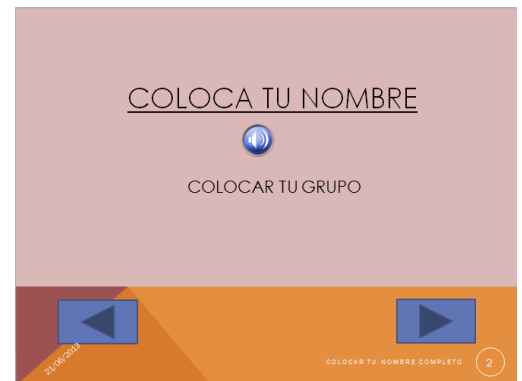 COLOCA TU NOMBRE
COLOCAR TU GRUPO
21/06/2013
COLOCAR TU NOMBRE COMPLETO
2